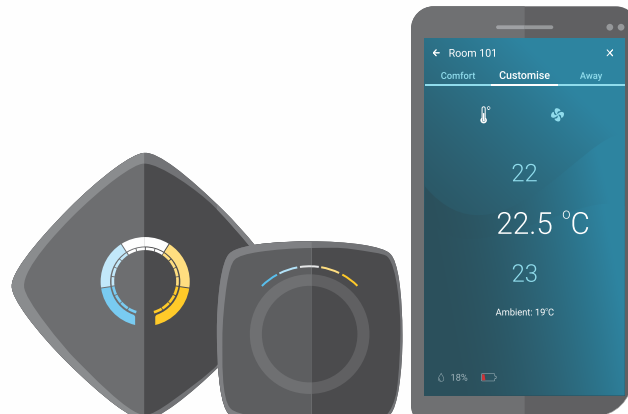 Room 101
Comfort Customise Away
22
22.5 °C
23
Ambient: 19°C
18%